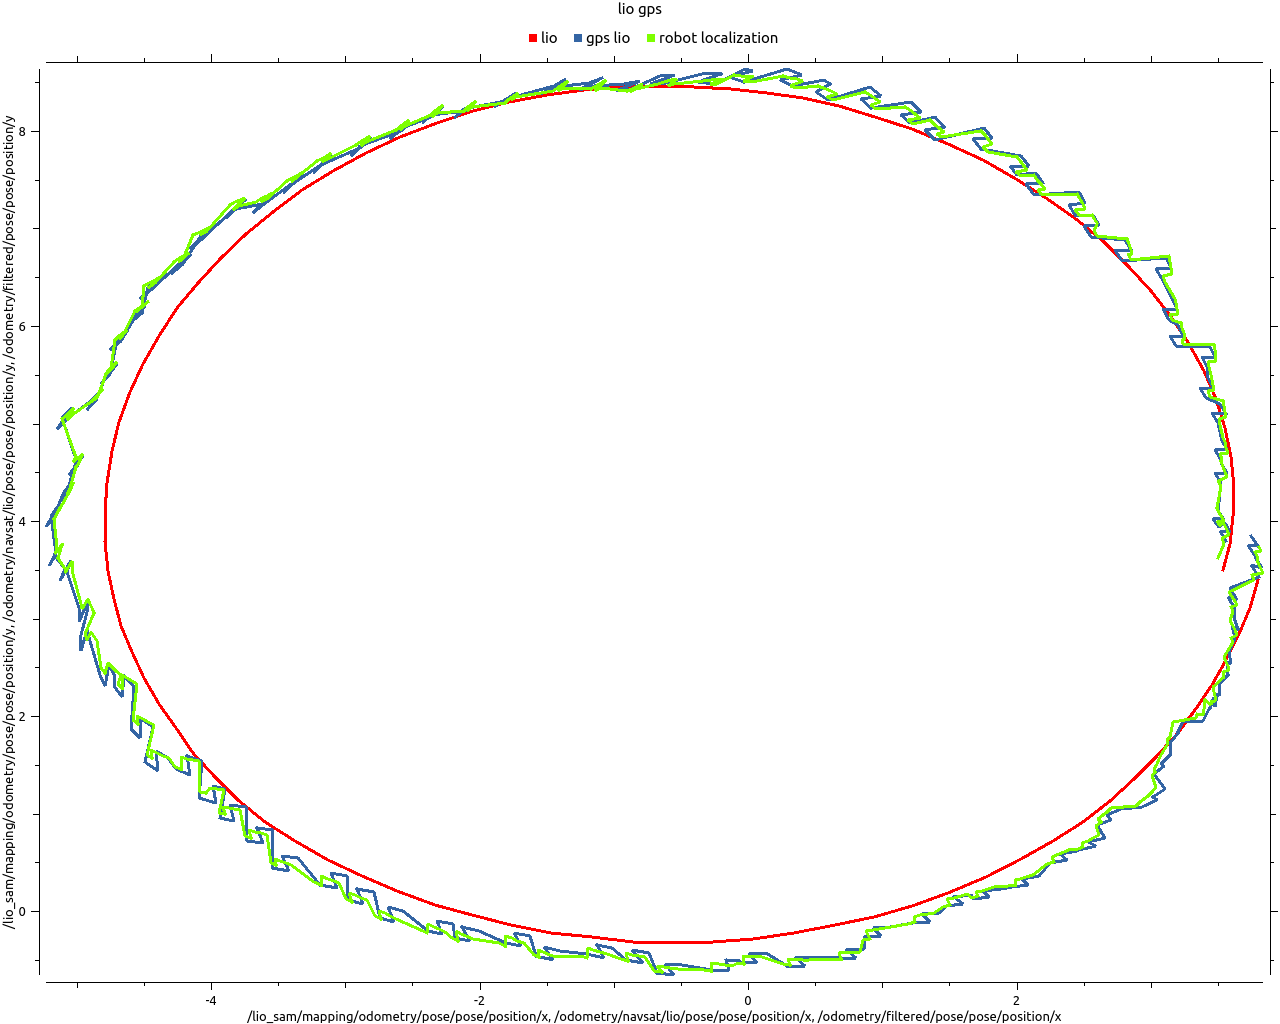 lio gps
lio gps lio robot localization
/lio_sam/mapping/odometry/pose/pose/position/y, /odometry/navsat/lio/pose/pose/position/y, /odometry/filtered/pose/pose/position/y
8
6
4
2
0
-4 -2 0 2
/lio_sam/mapping/odometry/pose/pose/position/x, /odometry/navsat/lio/pose/pose/position/x, /odometry/filtered/pose/pose/position/x